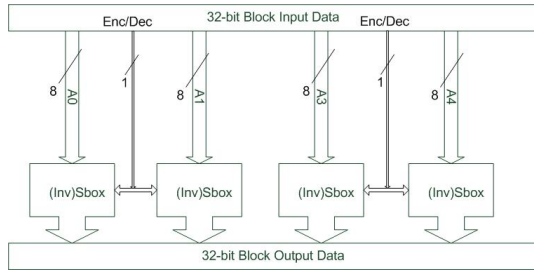 32-bit Block Input Data
Enc/Dec Enc/Dec
8 A0 1 8 A1 8 A3 1 8 A4
(Inv)Sbox (Inv)Sbox (Inv)Sbox (Inv)Sbox
32-bit Block Output Data